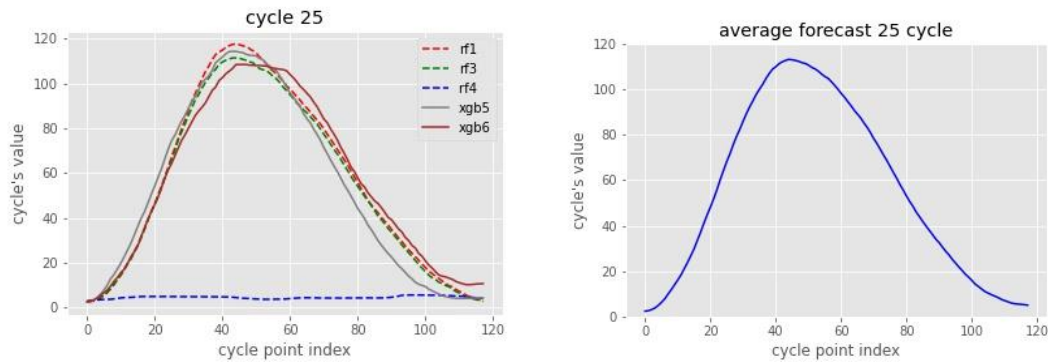 cycle 25
120
100
80
60
40
20
0
cycle's value
rf1
rf3
rf4
xgb5
xgb6
0 20 40 60 80 100 120
cycle point index
average forecast 25 cycle
120
100
80
60
40
20
0
cycle's value
0 20 40 60 80 100 120
cycle point index